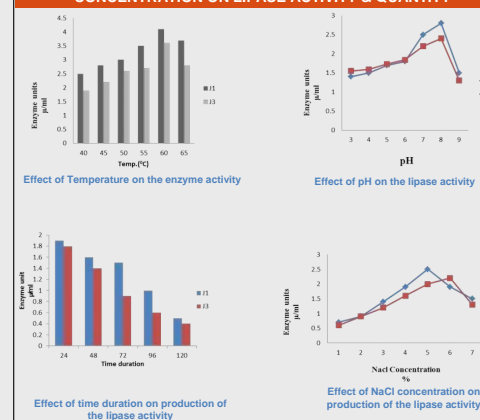 CONCENTRATION ON LIPASE ACTIVITY & QUANTITY
4.5
4
3.5
3
2.5
2
1.5
1
0.5
0
Enzyme units
µ/ml
40 45 50 55 60 65
Temp.(⁰C)
J1
J3
Effect of Temperature on the enzyme activity
3
2.5
2
1.5
1
0.5
0
Enzyme units
µ/ml
3 4 5 6 7 8 9
pH
Effect of pH on the lipase activity
2
1.8
1.6
1.4
1.2
1
0.8
0.6
0.4
0.2
0
Enzyme unit
µ/ml
24 48 72 96 120
Time duration
J1
J3
Effect of time duration on production of
the lipase activity
3
2.5
2
1.5
1
0.5
0
Enzyme units
µ/ml
1 2 3 4 5 6 7
Nacl Concentration
%
Effect of NaCl concentration on
production of the lipase activity